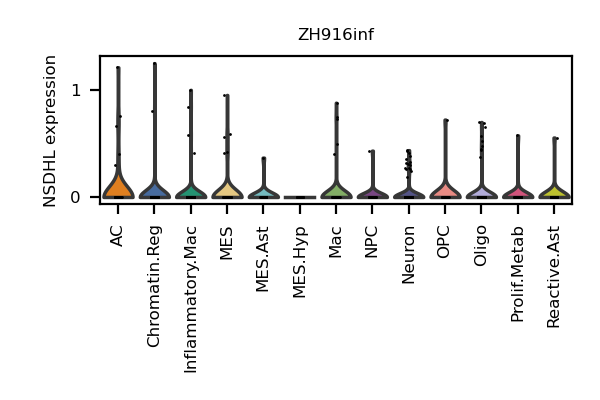 ZH916inf
NSDHL expression
1
0
AC
Chromatin.Reg
Inflammatory.Mac
MES
MES.Ast
MES.Hyp
Mac
NPC
Neuron
OPC
Oligo
Prolif.Metab
Reactive.Ast